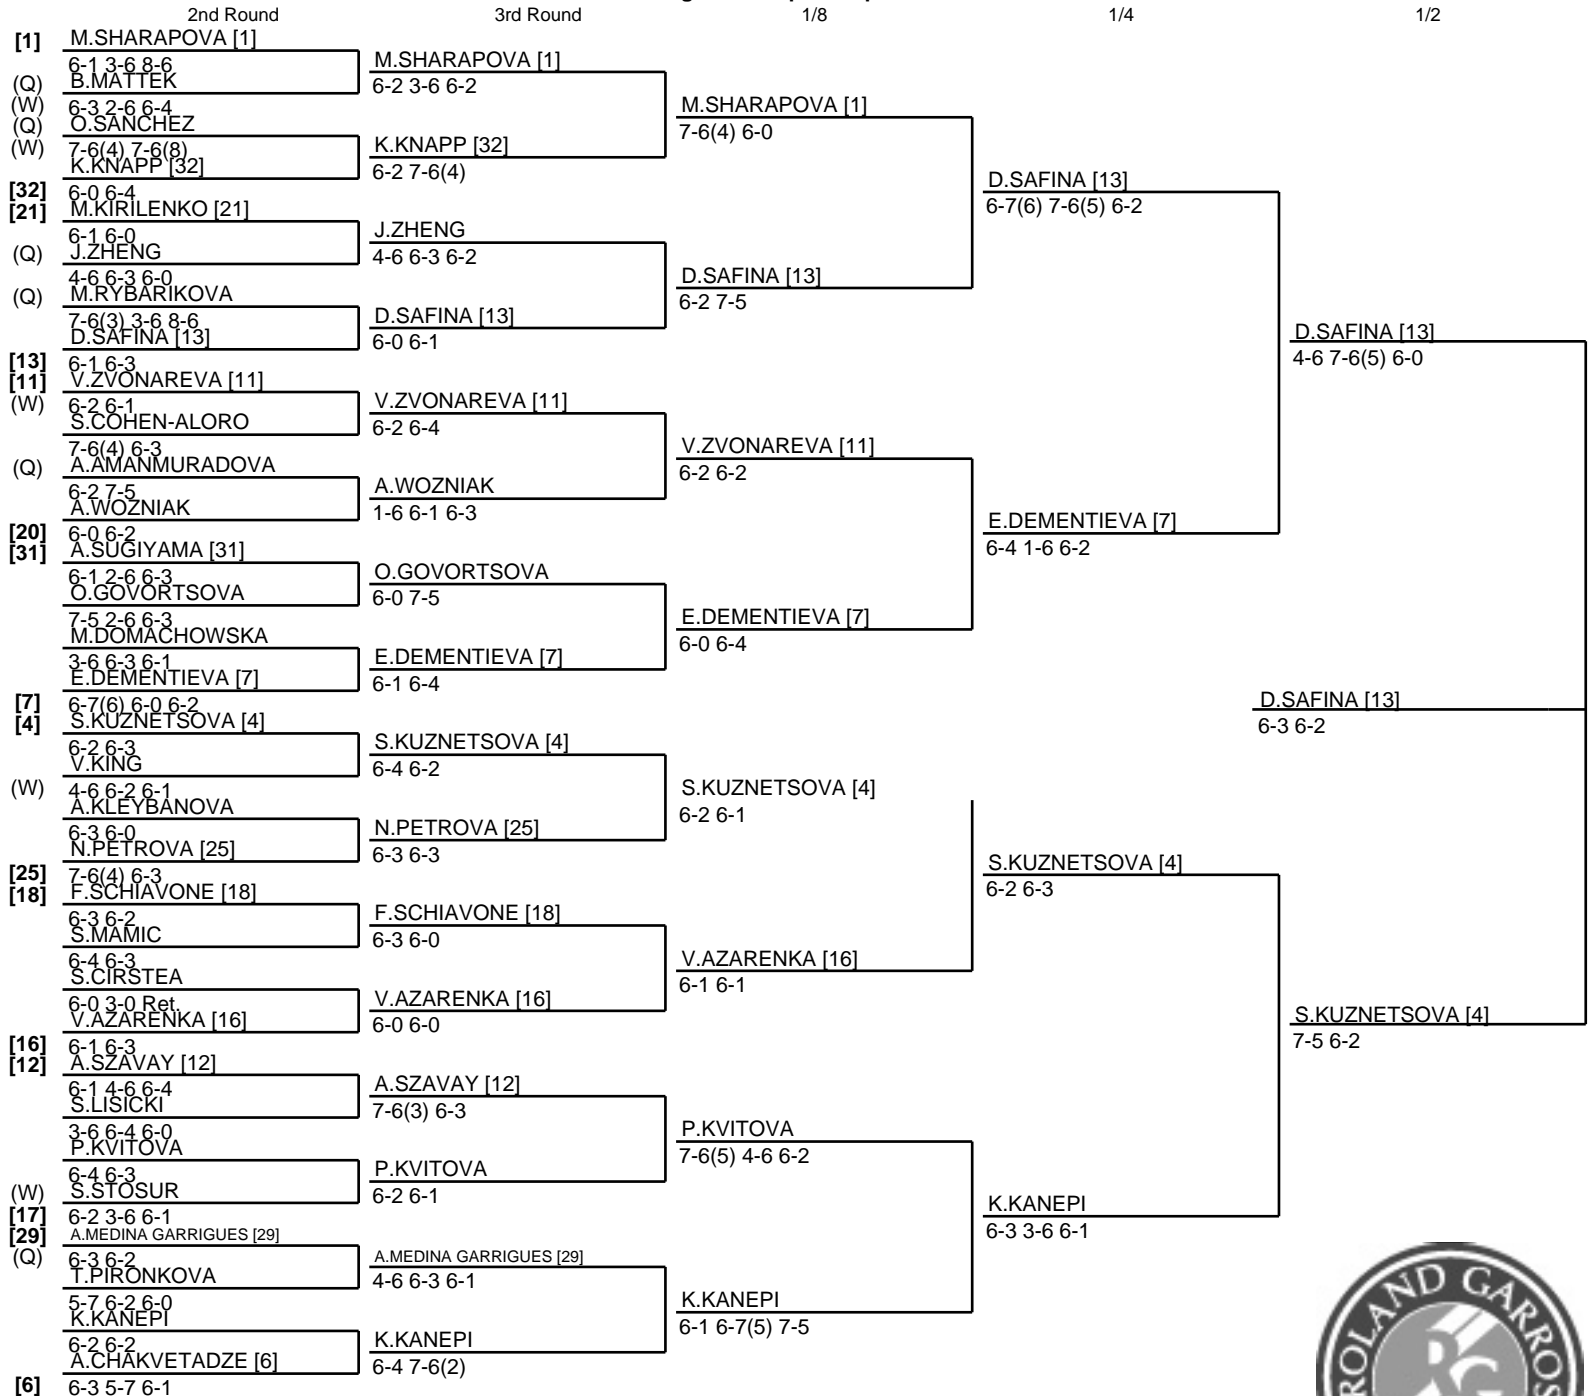 2nd Round 3rd Round 1/8 1/4 1/2
[1] M.SHARAPOVA [1]
6-1 3-6 8-6
M.SHARAPOVA [1]
(Q) B.MATTEK
6-2 3-6 6-2
(W) 6-3 2-6 6-4
M.SHARAPOVA [1]
(Q) O.SANCHEZ
7-6(4) 6-0
(W) 7-6(4) 7-6(8)
K.KNAPP [32]
K.KNAPP [32]
6-2 7-6(4)
[32] 6-0 6-4
D.SAFINA [13]
[21] M.KIRILENKO [21]
6-7(6) 7-6(5) 6-2
6-1 6-0
J.ZHENG
(Q) J.ZHENG
4-6 6-3 6-2
4-6 6-3 6-0
D.SAFINA [13]
(Q) M.RYBARIKOVA
6-2 7-5
7-6(3) 3-6 8-6
D.SAFINA [13]
D.SAFINA [13]
6-0 6-1
D.SAFINA [13]
[13] 6-1 6-3
4-6 7-6(5) 6-0
[11] V.ZVONAREVA [11]
(W) 6-2 6-1
V.ZVONAREVA [11]
S.COHEN-ALORO
6-2 6-4
7-6(4) 6-3
V.ZVONAREVA [11]
(Q) A.AMANMURADOVA
6-2 6-2
6-2 7-5
A.WOZNIAK
A.WOZNIAK
1-6 6-1 6-3
[20] 6-0 6-2
E.DEMENTIEVA [7]
[31] A.SUGIYAMA [31]
6-4 1-6 6-2
6-1 2-6 6-3
O.GOVORTSOVA
O.GOVORTSOVA
6-0 7-5
7-5 2-6 6-3
E.DEMENTIEVA [7]
M.DOMACHOWSKA
6-0 6-4
3-6 6-3 6-1
E.DEMENTIEVA [7]
E.DEMENTIEVA [7]
6-1 6-4
[7] 6-7(6) 6-0 6-2
D.SAFINA [13]
[4] S.KUZNETSOVA [4]
6-3 6-2
6-2 6-3
S.KUZNETSOVA [4]
V.KING
6-4 6-2
(W) 4-6 6-2 6-1
S.KUZNETSOVA [4]
A.KLEYBANOVA
6-2 6-1
6-3 6-0
N.PETROVA [25]
N.PETROVA [25]
6-3 6-3
[25] 7-6(4) 6-3
S.KUZNETSOVA [4]
[18] F.SCHIAVONE [18]
6-2 6-3
6-3 6-2
F.SCHIAVONE [18]
S.MAMIC
6-3 6-0
6-4 6-3
V.AZARENKA [16]
S.CIRSTEA
6-1 6-1
6-0 3-0 Ret.
V.AZARENKA [16]
V.AZARENKA [16]
6-0 6-0
S.KUZNETSOVA [4]
[16] 6-1 6-3
7-5 6-2
[12] A.SZAVAY [12]
6-1 4-6 6-4
A.SZAVAY [12]
S.LISICKI
7-6(3) 6-3
3-6 6-4 6-0
P.KVITOVA
P.KVITOVA
7-6(5) 4-6 6-2
6-4 6-3
P.KVITOVA
(W) S.STOSUR
6-2 6-1
[17] 6-2 3-6 6-1
K.KANEPI
[29] A.MEDINA GARRIGUES [29]
6-3 3-6 6-1
(Q) 6-3 6-2
A.MEDINA GARRIGUES [29]
T.PIRONKOVA
4-6 6-3 6-1
5-7 6-2 6-0
K.KANEPI
K.KANEPI
6-1 6-7(5) 7-5
6-2 6-2
K.KANEPI
A.CHAKVETADZE [6]
6-4 7-6(2)
[6] 6-3 5-7 6-1
ROLAND GARROS
RG